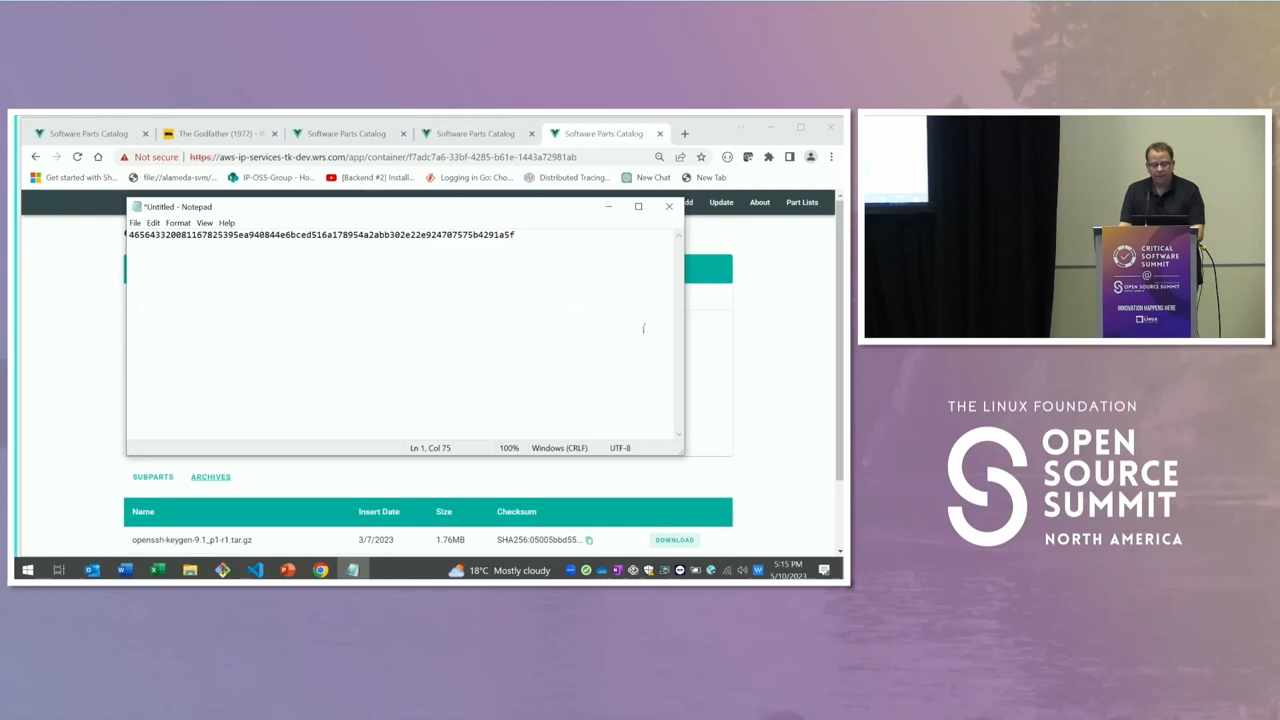 Software Parts Catalog
The Godfather (1972) -
Software Parts Catalog
Software Parts Catalog
Software Parts Catalog
Not secure
https://aws-ip-services-tk-dev.wrs.com/app/container/f7adc7a6-33bf-4285-b61e-1443a72981ab
Get started with Sh...
file://alameda-svm/...
IP-OSS-Group - Ho...
[Backend #2] Install...
Logging in Go: Cho...
Distributed Tracing...
New Chat
New Tab
Update
About
Part Lists
*Untitled - Notepad
File Edit Format View Help
465643320081167825395ea940844e6bced516a178954a2abb302e22e924707575b4291a5f
Ln 1, Col 75
100%
Windows (CRLF)
UTF-8
SUBPARTS
ARCHIVES
Name
Insert Date
Size
Checksum
openssh-keygen-9.1_p1-r1.tar.gz
3/7/2023
1.76MB
SHA256:05005bbd55...
DOWNLOAD
18°C Mostly cloudy
5:15 PM
5/10/2023
CRITICAL
SOFTWARE
SUMMIT
@
OPEN SOURCE SUMMIT
INNOVATION HAPPENS HERE
THE LINUX FOUNDATION
OPEN
SOURCE
SUMMIT
NORTH AMERICA